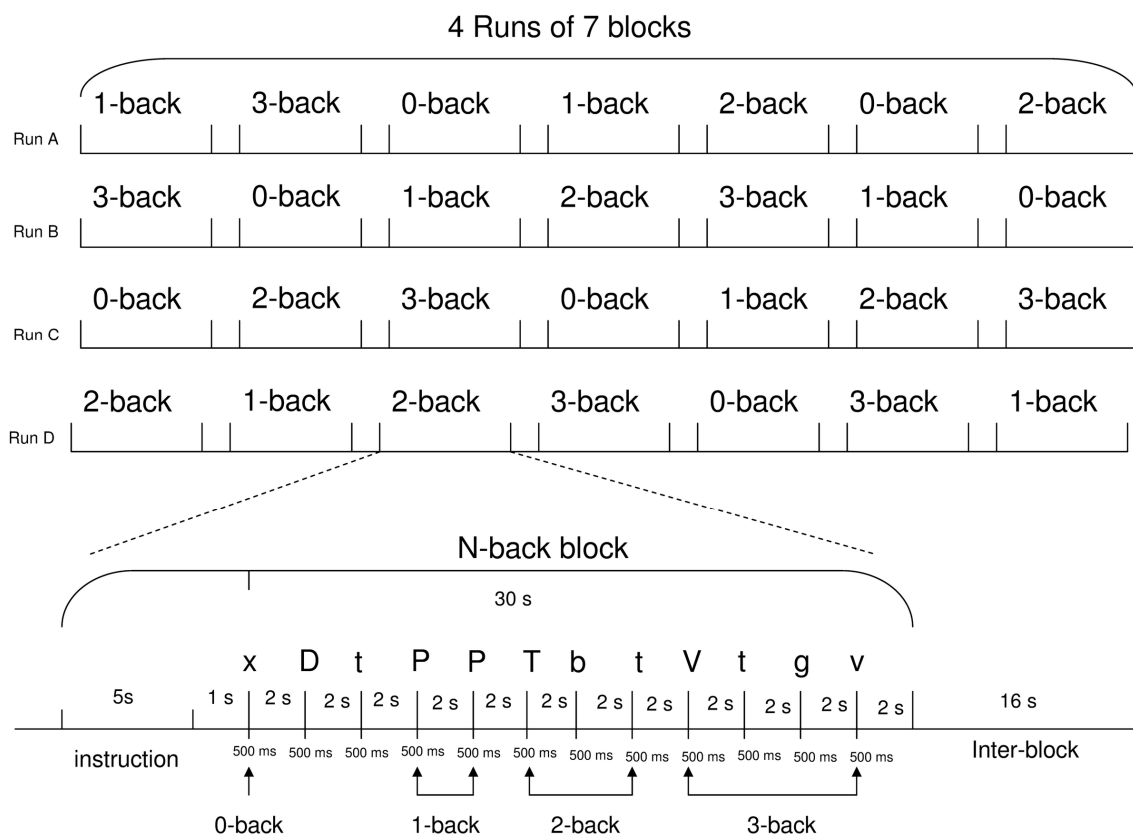 4 Runs of 7 blocks
1-back 3-back 0-back 1-back 2-back 0-back 2-back
Run A
3-back 0-back 1-back 2-back 3-back 1-back 0-back
Run B
0-back 2-back 3-back 0-back 1-back 2-back 3-back
Run C
2-back 1-back 2-back 3-back 0-back 3-back 1-back
Run D
N-back block
30 s
x D t P P T b t V t g v
5s 1 s 2 s 2 s 2 s 2 s 2 s 2 s 2 s 2 s 2 s 2 s 2 s 2 s 16 s
500 ms 500 ms 500 ms 500 ms 500 ms 500 ms 500 ms 500 ms 500 ms 500 ms 500 ms 500 ms
instruction Inter-block
0-back 1-back 2-back 3-back